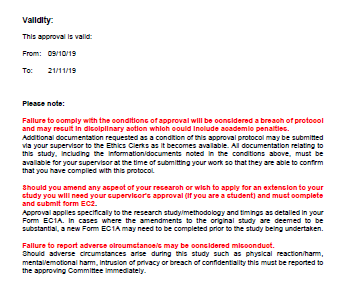 Validity:
This approval is valid:
From: 09/10/19
To: 21/11/19
Please note:
Failure to comply with the conditions of approval will be considered a breach of protocol
and may result in disciplinary action which could include academic penalties.
Additional documentation requested as a condition of this approval protocol may be submitted
via your supervisor to the Ethics Clerks as it becomes available. All documentation relating to
this study, including the information/documents noted in the conditions above, must be
available for your supervisor at the time of submitting your work so that they are able to confirm
that you have complied with this protocol.
Should you amend any aspect of your research or wish to apply for an extension to your
study you will need your supervisor's approval (if you are a student) and must complete
and submit form EC2.
Approval applies specifically to the research study/methodology and timings as detailed in your
Form EC1A. In cases where the amendments to the original study are deemed to be
substantial, a new Form EC1A may need to be completed prior to the study being undertaken.
Failure to report adverse circumstance/s may be considered misconduct.
Should adverse circumstances arise during this study such as physical reaction/harm,
mental/emotional harm, intrusion of privacy or breach of confidentiality this must be reported to
the approving Committee immediately.